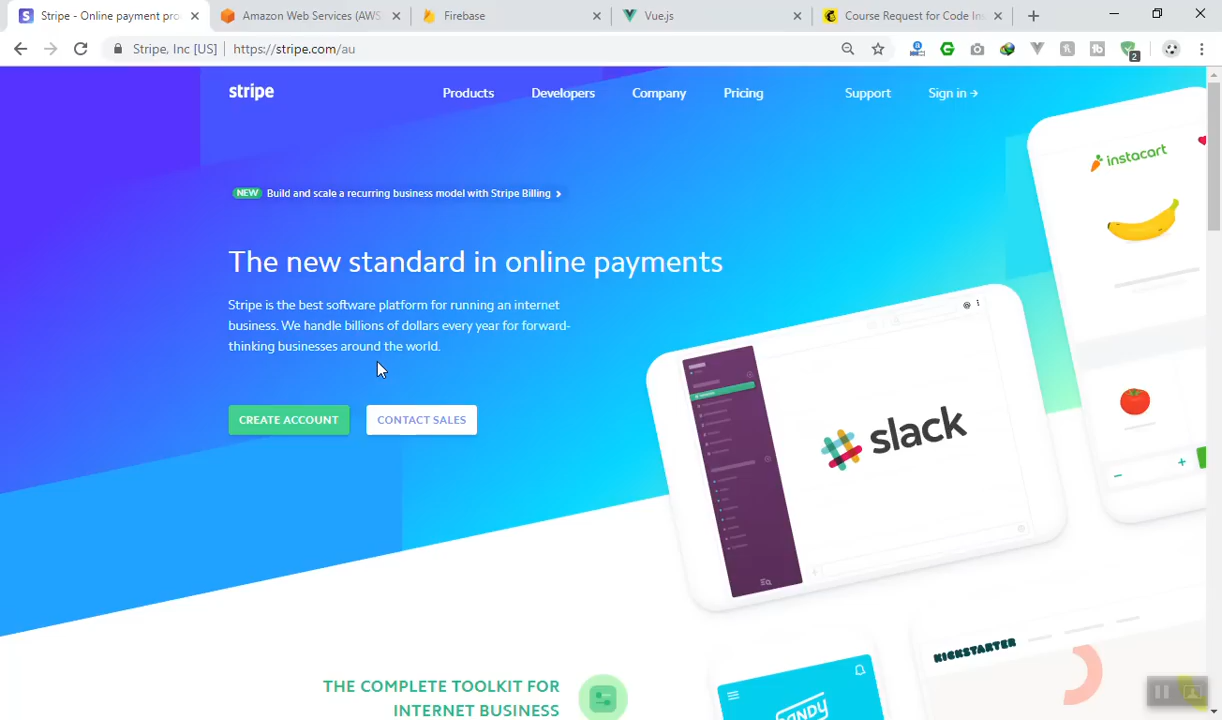 Stripe - Online payment pro
Amazon Web Services (AWS
Firebase
Vue.js
Course Request for Code Ins
Stripe, Inc [US]
https://stripe.com/au
2
stripe
Products
Developers
Company
Pricing
Support
Sign in →
instacart
NEW
Build and scale a recurring business model with Stripe Billing ›
The new standard in online payments
Stripe is the best software platform for running an internet
business. We handle billions of dollars every year for forward-
thinking businesses around the world.
CREATE ACCOUNT
CONTACT SALES
slack
KICKSTARTER
THE COMPLETE TOOLKIT FOR
INTERNET BUSINESS